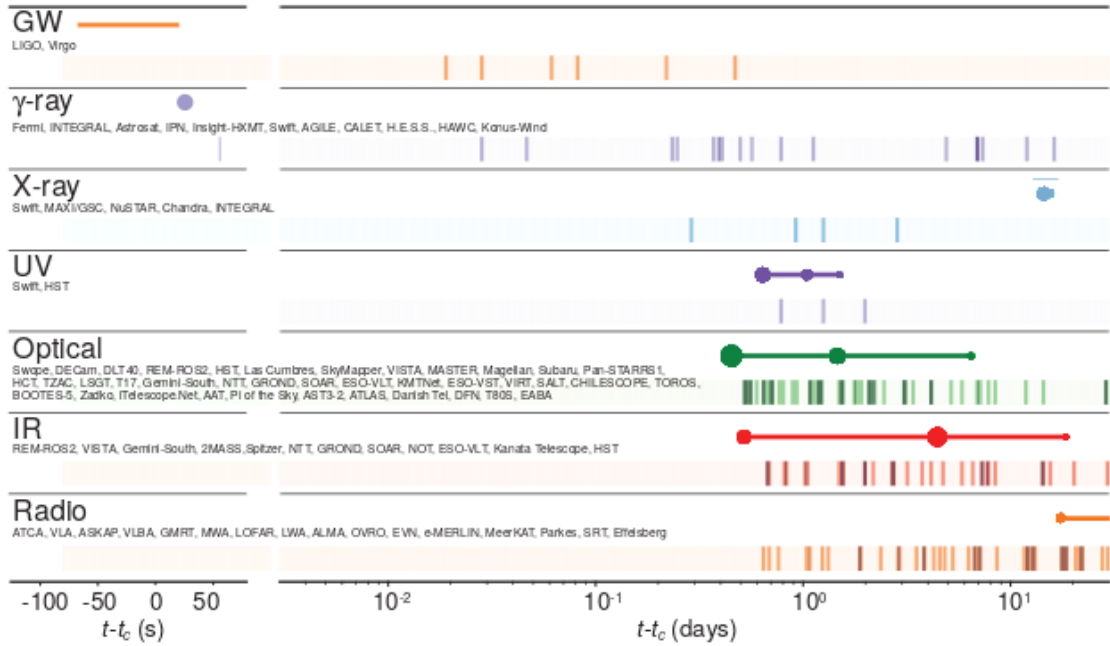 GW
LIGO, Virgo
γ-ray
Fermi, INTEGRAL, Astrosat, IPN, Insight-HXMT, Swift, AGILE, CALET, H.E.S.S., HAWC, Konus-Wind
X-ray
Swift, MAXI/GSC, NuSTAR, Chandra, INTEGRAL
UV
Swift, HST
Optical
Swope, DECam, DLT40, REM-ROS2, HST, Las Cumbres, SkyMapper, VISTA, MASTER, Magellan, Subaru, Pan-STARRS1,
HCT, TZAC, LSGT, T17, Gemini-South, NTT, GROND, SOAR, ESO-VLT, KMTNet, ESO-VST, VIRT, SALT, CHILESCOPE, TOROS,
BOOTES-5, Zadko, iTelescope.Net, AAT, Pi of the Sky, AST3-2, ATLAS, Danish Tel, DFN, T80S, EABA
IR
REM-ROS2, VISTA, Gemini-South, 2MASS,Spitzer, NTT, GROND, SOAR, NOT, ESO-VLT, Kanata Telescope, HST
Radio
ATCA, VLA, ASKAP, VLBA, GMRT, MWA, LOFAR, LWA, ALMA, OVRO, EVN, e-MERLIN, MeerKAT, Parkes, SRT, Effelsberg
-100 -50 0 50 10⁻² 10⁻¹ 10⁰ 10¹
t-t_c (s) t-t_c (days)